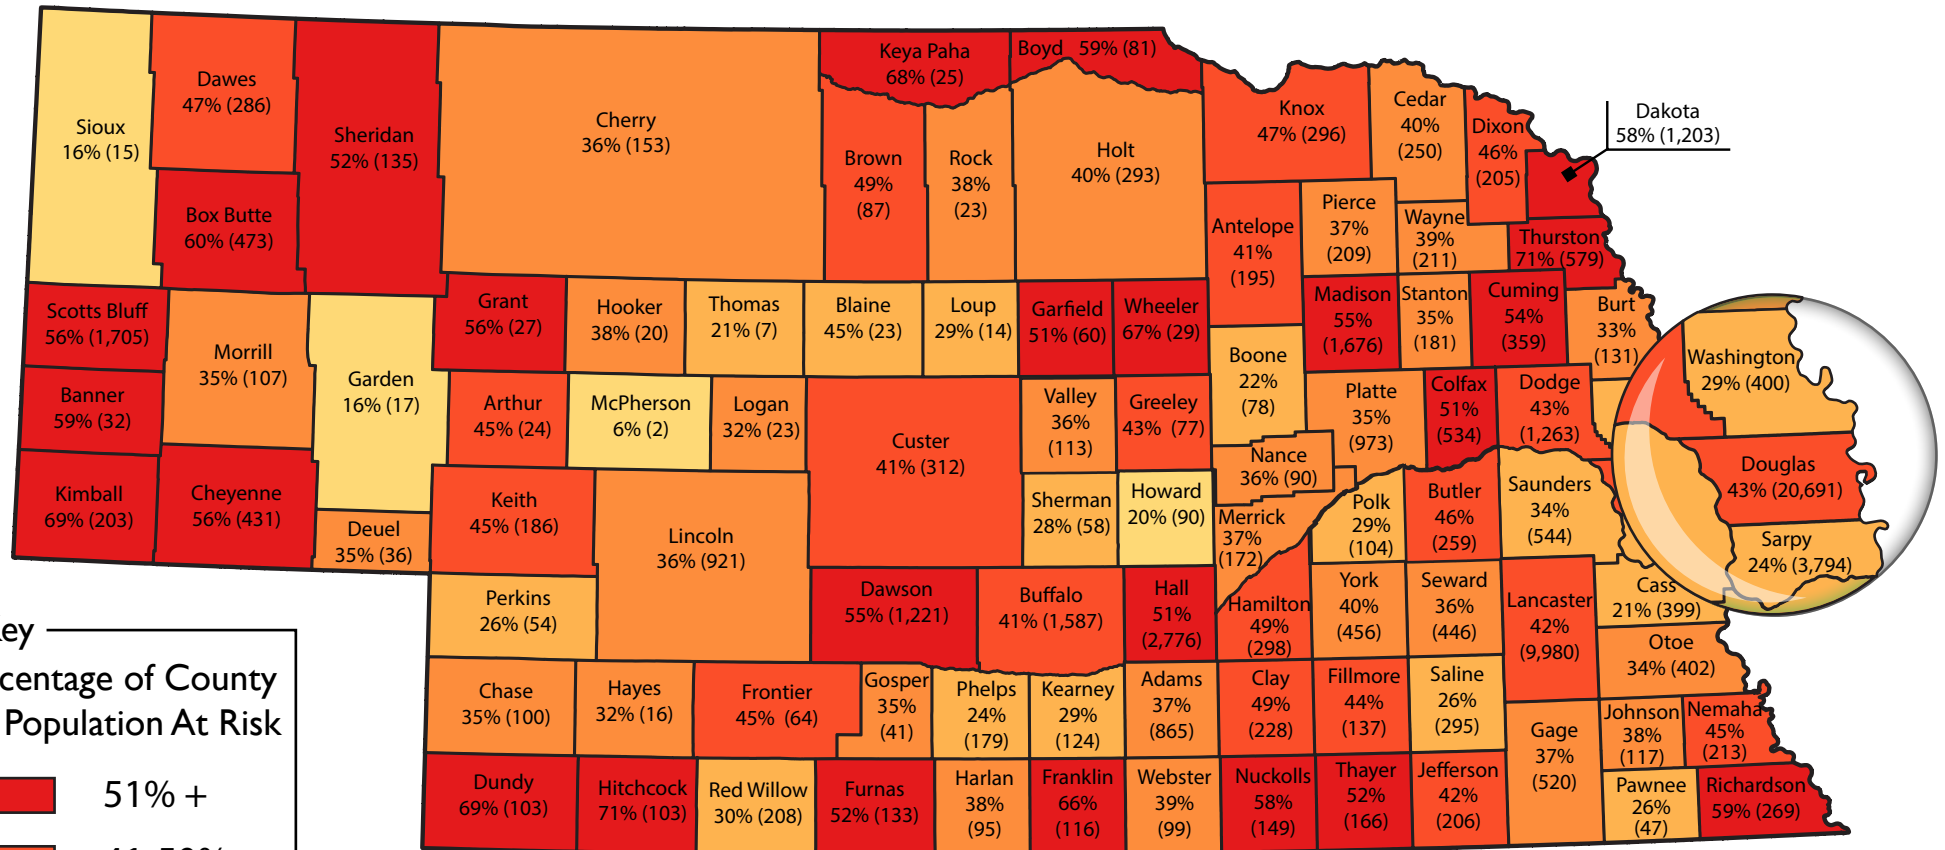 Sioux
16% (15)
Dawes
47% (286)
Box Butte
60% (473)
Sheridan
52% (135)
Cherry
36% (153)
Keya Paha
68% (25)
Boyd 59% (81)
Brown
49%
(87)
Rock
38%
(23)
Holt
40% (293)
Knox
47% (296)
Cedar
40%
(250)
Dixon
46%
(205)
Dakota
58% (1,203)
Antelope
41%
(195)
Pierce
37%
(209)
Wayne
39%
(211)
Thurston
71% (579)
Scotts Bluff
56% (1,705)
Banner
59% (32)
Kimball
69% (203)
Morrill
35% (107)
Cheyenne
56% (431)
Garden
16% (17)
Deuel
35% (36)
Grant
56% (27)
Hooker
38% (20)
Thomas
21% (7)
Blaine
45% (23)
Loup
29% (14)
Garfield
51% (60)
Wheeler
67% (29)
Madison
55%
(1,676)
Stanton
35%
(181)
Cuming
54%
(359)
Burt
33%
(131)
Boone
22%
(78)
Platte
35%
(973)
Colfax
51%
(534)
Dodge
43%
(1,263)
Washington
29% (400)
Douglas
43% (20,691)
Sarpy
24% (3,794)
Arthur
45% (24)
McPherson
6% (2)
Logan
32% (23)
Custer
41% (312)
Valley
36%
(113)
Greeley
43% (77)
Nance
36% (90)
Keith
45% (186)
Lincoln
36% (921)
Sherman
28% (58)
Howard
20% (90)
Merrick
37%
(172)
Polk
29%
(104)
Butler
46%
(259)
Saunders
34%
(544)
Perkins
26% (54)
Dawson
55% (1,221)
Buffalo
41% (1,587)
Hall
51%
(2,776)
Hamilton
49%
(298)
York
40%
(456)
Seward
36%
(446)
Lancaster
42%
(9,980)
Cass
21% (399)
Otoe
34% (402)
Chase
35% (100)
Hayes
32% (16)
Frontier
45% (64)
Gosper
35%
(41)
Phelps
24%
(179)
Kearney
29%
(124)
Adams
37%
(865)
Clay
49%
(228)
Fillmore
44%
(137)
Saline
26%
(295)
Gage
37%
(520)
Johnson
38%
(117)
Nemaha
45%
(213)
Dundy
69% (103)
Hitchcock
71% (103)
Red Willow
30% (208)
Furnas
52% (133)
Harlan
38%
(95)
Franklin
66%
(116)
Webster
39%
(99)
Nuckolls
58%
(149)
Thayer
52%
(166)
Jefferson
42%
(206)
Pawnee
26%
(47)
Richardson
59% (269)
ey
centage of County
Population At Risk
51% +